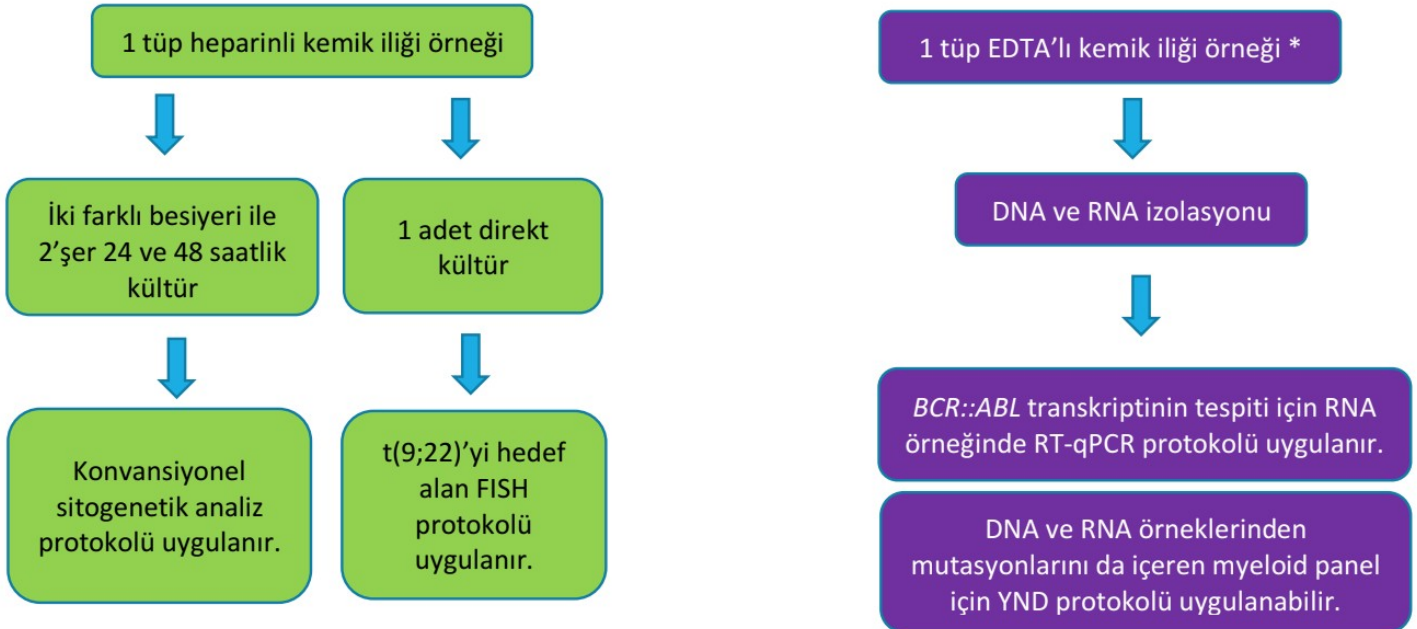 1 tüp heparinli kemik iliği örneği
İki farklı besiyeri ile
2’şer 24 ve 48 saatlik
kültür
1 adet direkt
kültür
Konvansiyonel
sitogenetik analiz
protokolü uygulanır.
t(9;22)’yi hedef
alan FISH
protokolü
uygulanır.
1 tüp EDTA’lı kemik iliği örneği *
DNA ve RNA izolasyonu
BCR::ABL transkriptinin tespiti için RNA
örneğinde RT-qPCR protokolü uygulanır.
DNA ve RNA örneklerinden
mutasyonlarını da içeren myeloid panel
için YND protokolü uygulanabilir.